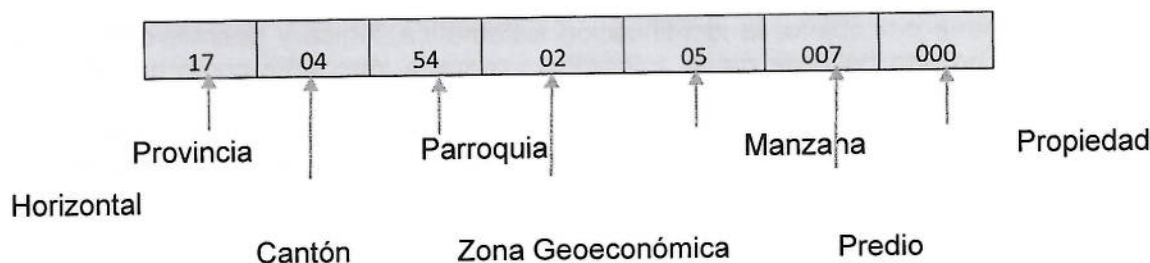 17 04 54 02 05 007 000
Provincia Parroquia Manzana Propiedad
Horizontal
Cantón Zona Geoeconómica Predio